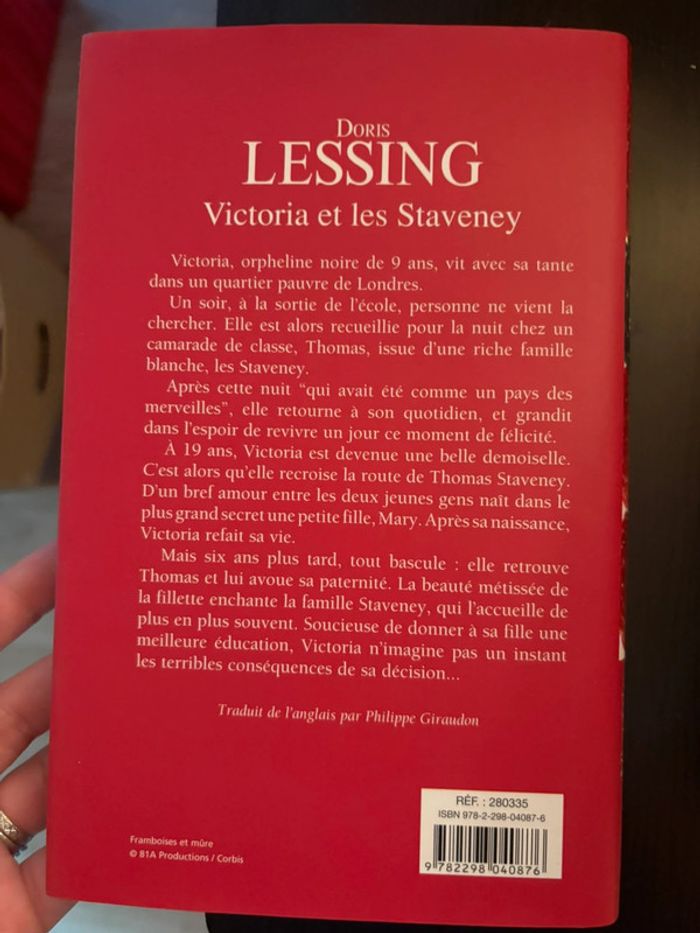 DORIS
LESSING
Victoria et les Staveney
Victoria, orpheline noire de 9 ans, vit avec sa tante
dans un quartier pauvre de Londres.
Un soir, à la sortie de l'école, personne ne vient la
chercher. Elle est alors recueillie pour la nuit chez un
camarade de classe, Thomas, issue d'une riche famille
blanche, les Staveney.
Après cette nuit "qui avait été comme un pays des
merveilles", elle retourne à son quotidien, et grandit
dans l'espoir de revivre un jour ce moment de félicité.
À 19 ans, Victoria est devenue une belle demoiselle.
C'est alors qu'elle recroise la route de Thomas Staveney.
D'un bref amour entre les deux jeunes gens naît dans le
plus grand secret une petite fille, Mary. Après sa naissance,
Victoria refait sa vie.
Mais six ans plus tard, tout bascule : elle retrouve
Thomas et lui avoue sa paternité. La beauté métissée de
la fillette enchante la famille Staveney, qui l'accueille de
plus en plus souvent. Soucieuse de donner à sa fille une
meilleure éducation, Victoria n'imagine pas un instant
les terribles conséquences de sa décision...
Traduit de l'anglais par Philippe Giraudon
RÉF. : 280335
ISBN 978-2-298-04087-6
9 782298 040876
Framboises et mûre
© 81A Productions / Corbis